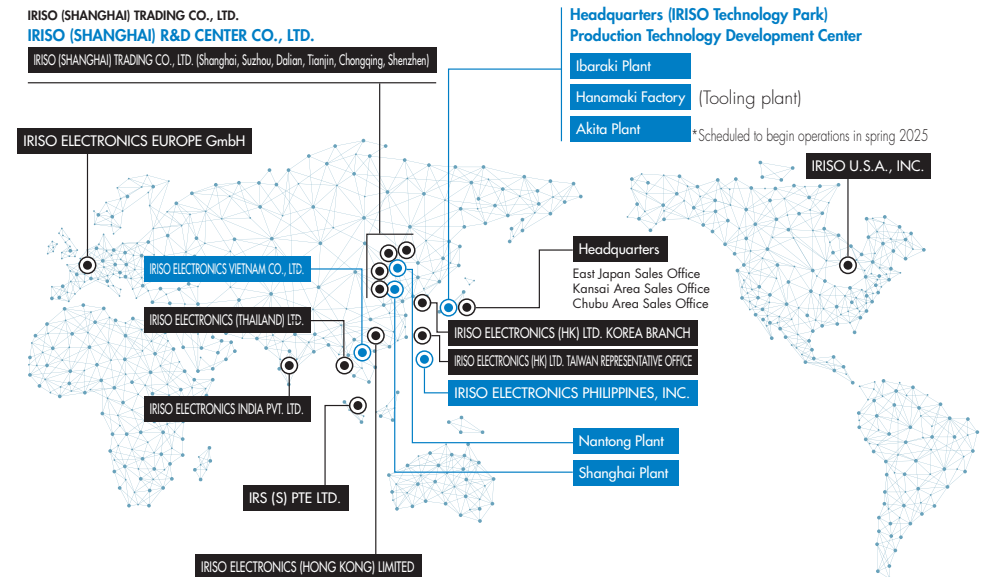 IRISO (SHANGHAI) TRADING CO., LTD.
IRISO (SHANGHAI) R&D CENTER CO., LTD.
IRISO (SHANGHAI) TRADING CO., LTD. (Shanghai, Suzhou, Dalian, Tianjin, Chongqing, Shenzhen)
Headquarters (IRISO Technology Park)
Production Technology Development Center
Ibaraki Plant
Hanamaki Factory (Tooling plant)
Akita Plant *Scheduled to begin operations in spring 2025
IRISO ELECTRONICS EUROPE GmbH
IRISO U.S.A., INC.
Headquarters
East Japan Sales Office
Kansai Area Sales Office
Chubu Area Sales Office
IRISO ELECTRONICS VIETNAM CO., LTD.
IRISO ELECTRONICS (THAILAND) LTD.
IRISO ELECTRONICS (HK) LTD. KOREA BRANCH
IRISO ELECTRONICS (HK) LTD. TAIWAN REPRESENTATIVE OFFICE
IRISO ELECTRONICS PHILIPPINES, INC.
IRISO ELECTRONICS INDIA PVT. LTD.
Nantong Plant
Shanghai Plant
IRS (S) PTE LTD.
IRISO ELECTRONICS (HONG KONG) LIMITED